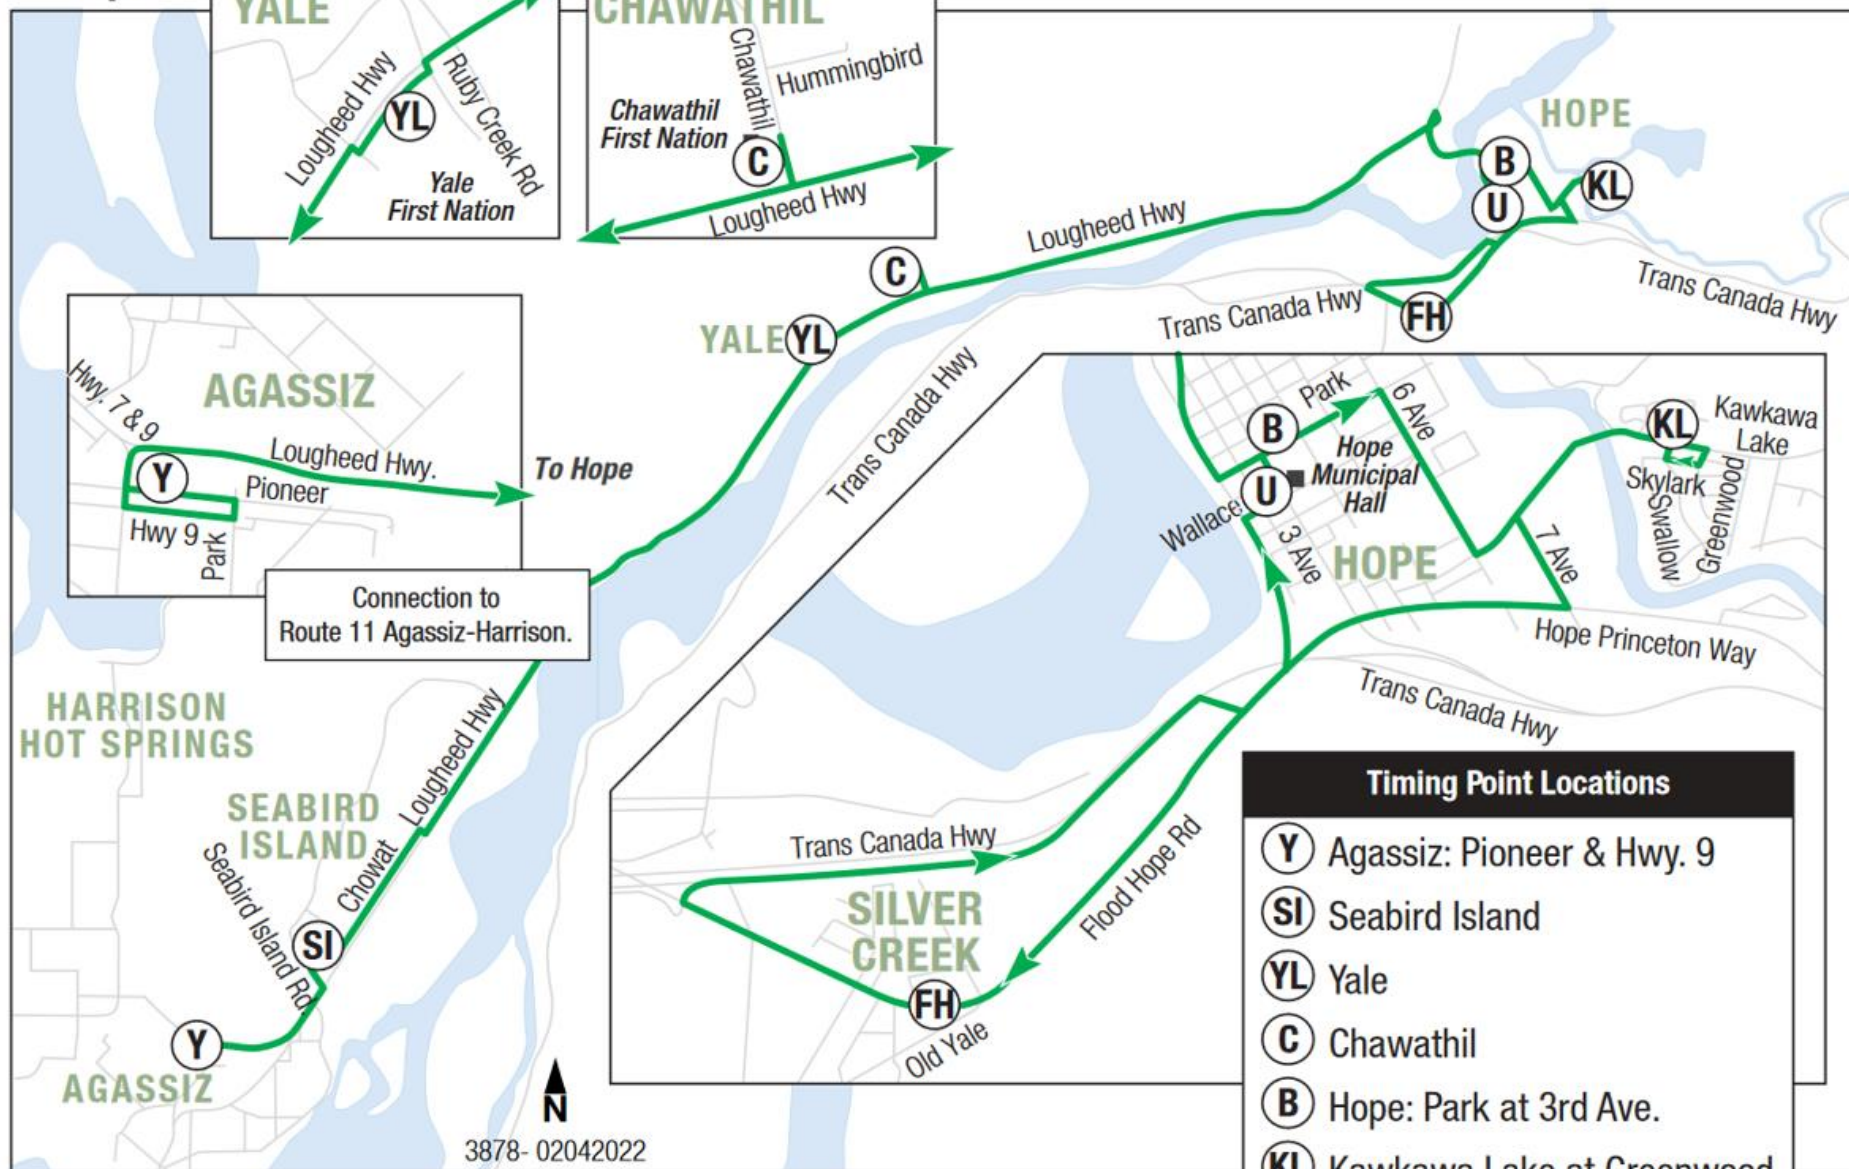 YALE
Lougheed Hwy
YL
Ruby Creek Rd
Yale
First Nation
CHAWATHIL
Chawathil
Hummingbird
Chawathil
First Nation
C
Lougheed Hwy
HOPE
B
KL
U
Lougheed Hwy
Trans Canada Hwy
C
YALE
YL
Trans Canada Hwy
FH
Trans Canada Hwy
AGASSIZ
Hwy. 7 & 9
Lougheed Hwy.
Y
Pioneer
Hwy 9
Park
To Hope
Connection to
Route 11 Agassiz-Harrison.
Park
6 Ave
B
Hope
Municipal
Hall
U
Wallace
3 Ave
HOPE
7 Ave
KL
Kawkawa
Lake
Skylark
Swallow
Greenwood
Hope Princeton Way
Trans Canada Hwy
HARRISON
HOT SPRINGS
SEABIRD
ISLAND
Lougheed Hwy
Chowat
Seabird Island Rd.
SI
Y
AGASSIZ
N
3878- 02042022
Trans Canada Hwy
SILVER
CREEK
Flood Hope Rd
FH
Old Yale
Timing Point Locations
Y Agassiz: Pioneer & Hwy. 9
SI Seabird Island
YL Yale
C Chawathil
B Hope: Park at 3rd Ave.
KL Kawkawa Lake at Greenwood